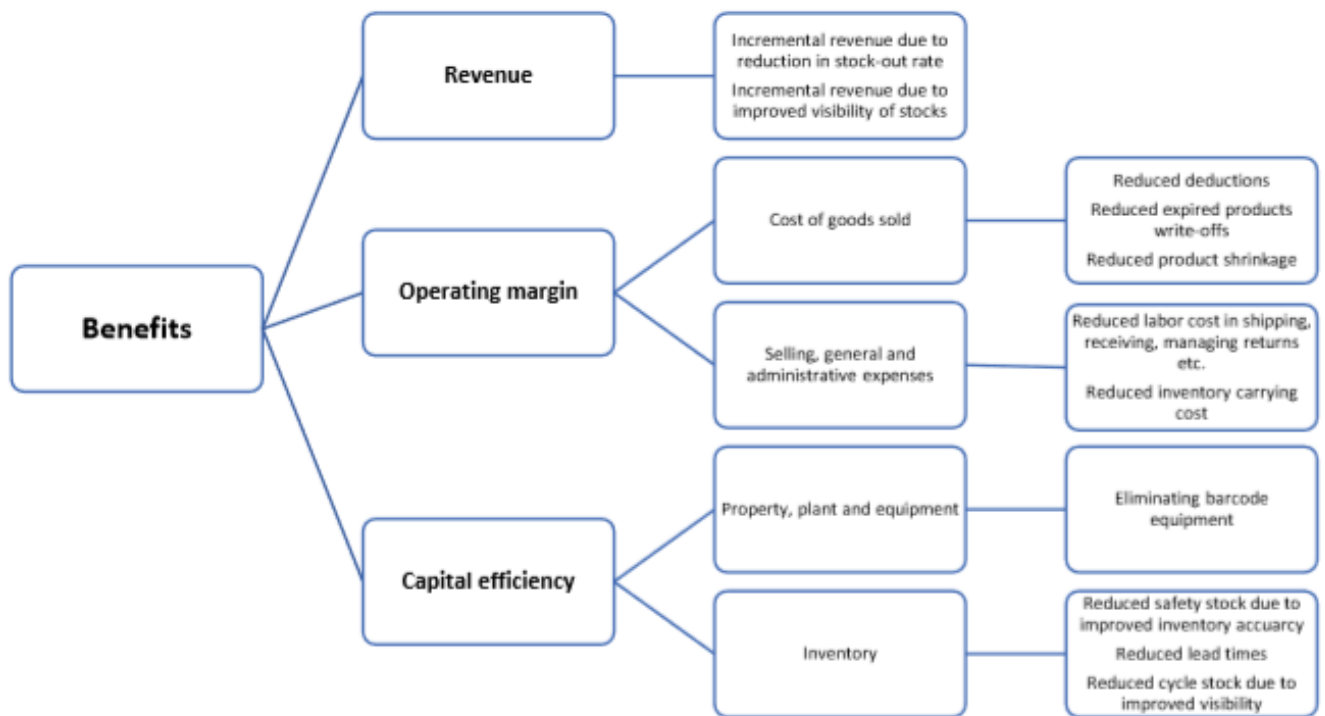 Benefits
Revenue
Incremental revenue due to
reduction in stock-out rate
Incremental revenue due to
improved visibility of stocks
Operating margin
Cost of goods sold
Reduced deductions
Reduced expired products
write-offs
Reduced product shrinkage
Selling, general and
administrative expenses
Reduced labor cost in shipping,
receiving, managing returns
etc.
Reduced inventory carrying
cost
Capital efficiency
Property, plant and equipment
Eliminating barcode
equipment
Inventory
Reduced safety stock due to
improved inventory accuarcy
Reduced lead times
Reduced cycle stock due to
improved visibility